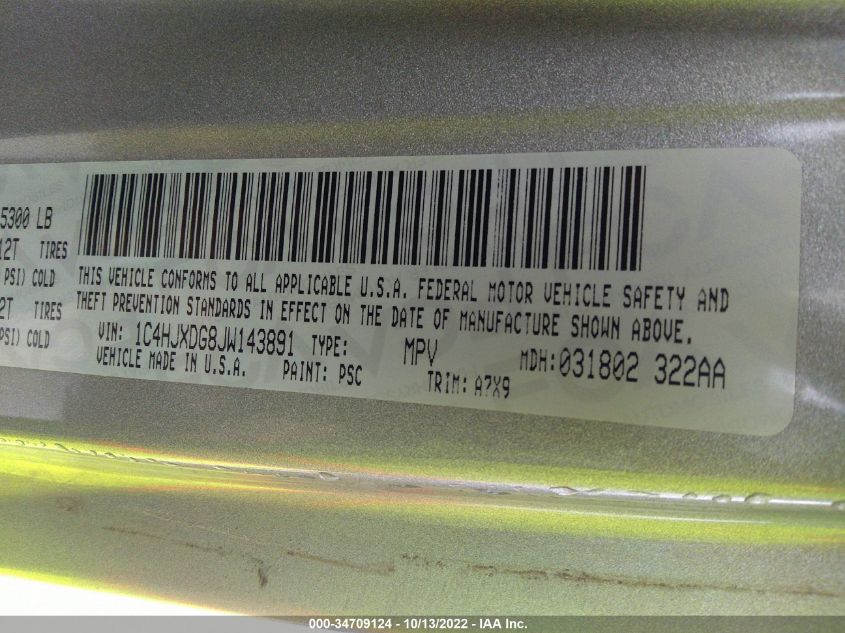 5300 LB
12T TIRES
PSI) COLD
2T TIRES
PSI) COLD
THIS VEHICLE CONFORMS TO ALL APPLICABLE U.S.A. FEDERAL MOTOR VEHICLE SAFETY AND
THEFT PREVENTION STANDARDS IN EFFECT ON THE DATE OF MANUFACTURE SHOWN ABOVE.
VIN: 1C4HJXDG8JW143891 TYPE: MPV MDH:031802 322AA
VEHICLE MADE IN U.S.A. PAINT: PSC TRIM: A7X9
000-34709124 - 10/13/2022 - IAA Inc.